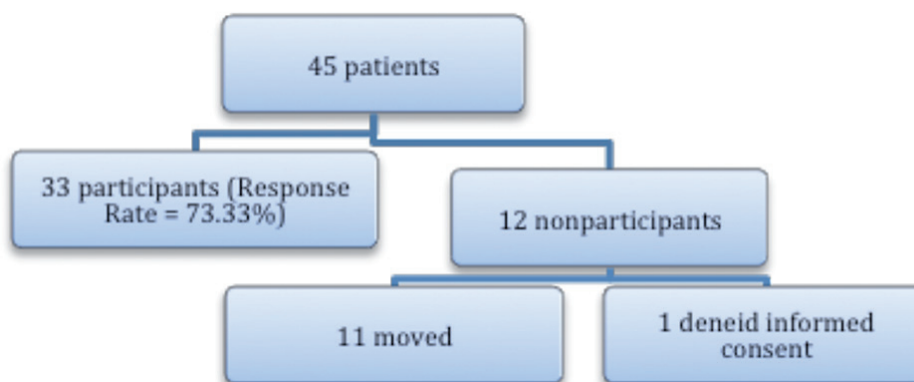 45 patients
33 participants (Response
Rate = 73.33%)
12 nonparticipants
11 moved
1 deneid informed
consent